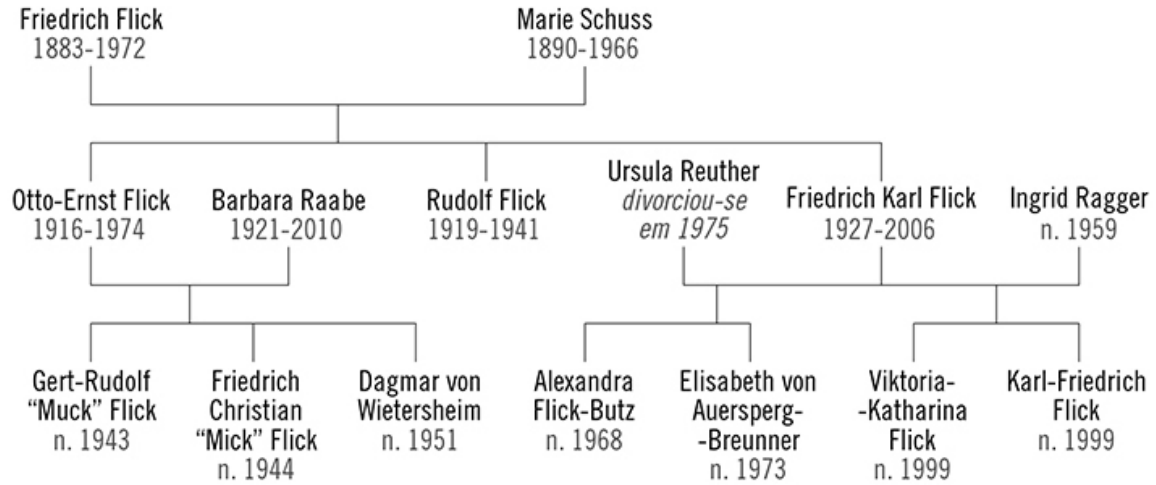 Friedrich Flick
1883-1972
Marie Schuss
1890-1966
Otto-Ernst Flick
1916-1974
Barbara Raabe
1921-2010
Rudolf Flick
1919-1941
Ursula Reuther
divorciou-se
em 1975
Friedrich Karl Flick
1927-2006
Ingrid Ragger
n. 1959
Gert-Rudolf
“Muck” Flick
n. 1943
Friedrich
Christian
“Mick” Flick
n. 1944
Dagmar von
Wietersheim
n. 1951
Alexandra
Flick-Butz
n. 1968
Elisabeth von
Auersperg-
-Breunner
n. 1973
Viktoria-
-Katharina
Flick
n. 1999
Karl-Friedrich
Flick
n. 1999